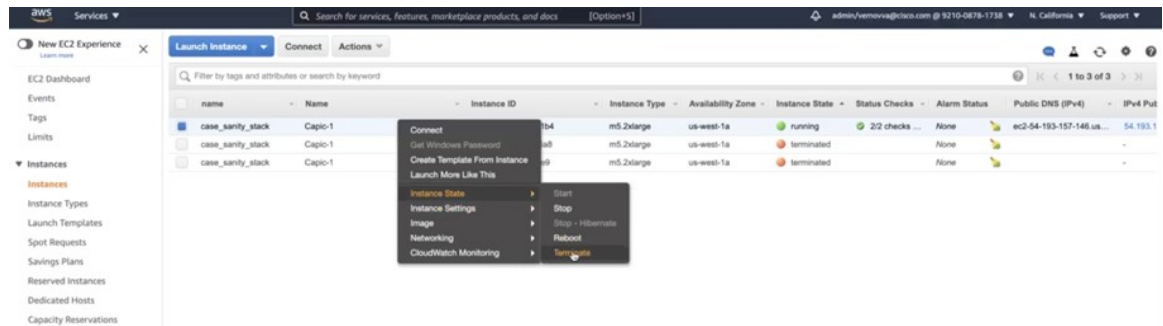 aws Services ▼ Search for services, features, marketplace products, and docs [Option+S] admin/vernovva@cisco.com @ 9210-0878-1738 ▼ N. California ▼ Support ▼
New EC2 Experience
Learn more
Launch Instance Connect Actions
EC2 Dashboard
Filter by tags and attributes or search by keyword 1 to 3 of 3
Events
Tags
Limits
name Name Instance ID Instance Type Availability Zone Instance State Status Checks Alarm Status Public DNS (IPv4) IPv4 Pub
case_sanity_stack Capic-1 1b4 m5.2xlarge us-west-1a running 2/2 checks ... None ec2-54-193-157-146.us... 54.193.1
case_sanity_stack Capic-1 m5.2xlarge us-west-1a terminated None -
case_sanity_stack Capic-1 m5.2xlarge us-west-1a terminated None -
Connect
Get Windows Password
Create Template From Instance
Launch More Like This
Instance State
Instance Settings
Image
Networking
CloudWatch Monitoring
Start
Stop
Stop - Hibernate
Reboot
Terminate
Instances
Instances
Instance Types
Launch Templates
Spot Requests
Savings Plans
Reserved Instances
Dedicated Hosts
Capacity Reservations